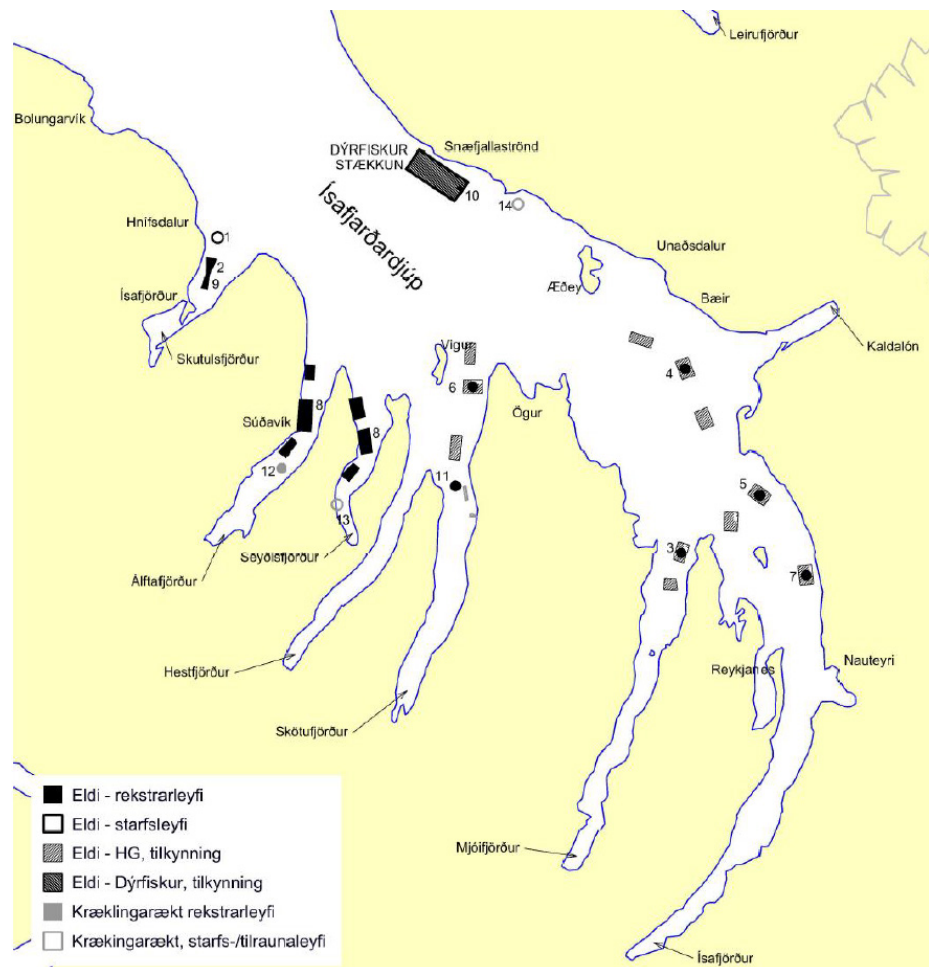 Leirufjörður
Bolungarvík
DÝRFISKUR
STÆKKUN
Snæfjallaströnd
10
14
Ísafjarðardjúp
Hnífsdalur
1
2
9
Unaðsdalur
Æðey
Bæir
Ísafjörður
Skutulsfjörður
Kaldalón
Vigur
6
4
Ögur
8
Súðavík
8
12
11
5
13
Seyðisfjörður
3
7
Álftafjörður
Hestfjörður
Reykjanes
Nauteyri
Skötufjörður
Mjóifjörður
Ísafjörður
Eldi - rekstrarleyfi
Eldi - starfsleyfi
Eldi - HG, tilkynning
Eldi - Dýrfiskur, tilkynning
Kræklingarækt rekstrarleyfi
Krækingarækt, starfs-/tilraunaleyfi